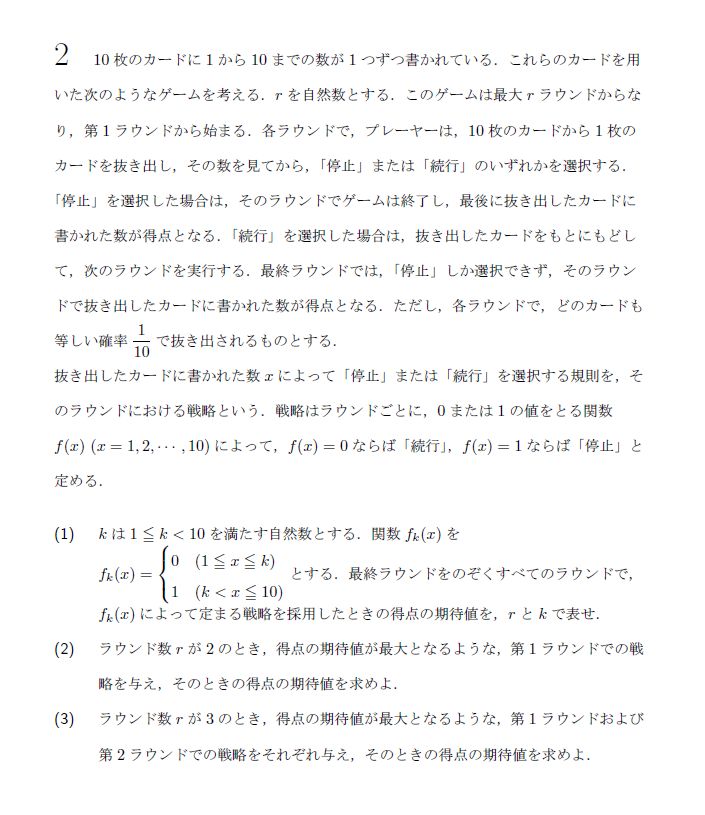 2 10 枚のカードに 1 から 10 までの数が 1 つずつ書かれている．これらのカードを用
いた次のようなゲームを考える．r を自然数とする．このゲームは最大 r ラウンドからな
り，第 1 ラウンドから始まる．各ラウンドで，プレーヤーは，10 枚のカードから 1 枚の
カードを抜き出し，その数を見てから，「停止」または「続行」のいずれかを選択する．
「停止」を選択した場合は，そのラウンドでゲームは終了し，最後に抜き出したカードに
書かれた数が得点となる．「続行」を選択した場合は，抜き出したカードをもとにもどし
て，次のラウンドを実行する．最終ラウンドでは，「停止」しか選択できず，そのラウン
ドで抜き出したカードに書かれた数が得点となる．ただし，各ラウンドで，どのカードも
等しい確率 1/10 で抜き出されるものとする．
抜き出したカードに書かれた数 x によって「停止」または「続行」を選択する規則を，そ
のラウンドにおける戦略という．戦略はラウンドごとに，0 または 1 の値をとる関数
f(x) (x = 1, 2, ⋯ , 10) によって，f(x) = 0 ならば「続行」，f(x) = 1 ならば「停止」と
定める．
(1) k は 1 ≦ k < 10 を満たす自然数とする．関数 fk(x) を
fk(x) = { 0 (1 ≦ x ≦ k)
1 (k < x ≦ 10) とする．最終ラウンドをのぞくすべてのラウンドで，
fk(x) によって定まる戦略を採用したときの得点の期待値を，r と k で表せ．
(2) ラウンド数 r が 2 のとき，得点の期待値が最大となるような，第 1 ラウンドでの戦
略を与え，そのときの得点の期待値を求めよ．
(3) ラウンド数 r が 3 のとき，得点の期待値が最大となるような，第 1 ラウンドおよび
第 2 ラウンドでの戦略をそれぞれ与え，そのときの得点の期待値を求めよ．